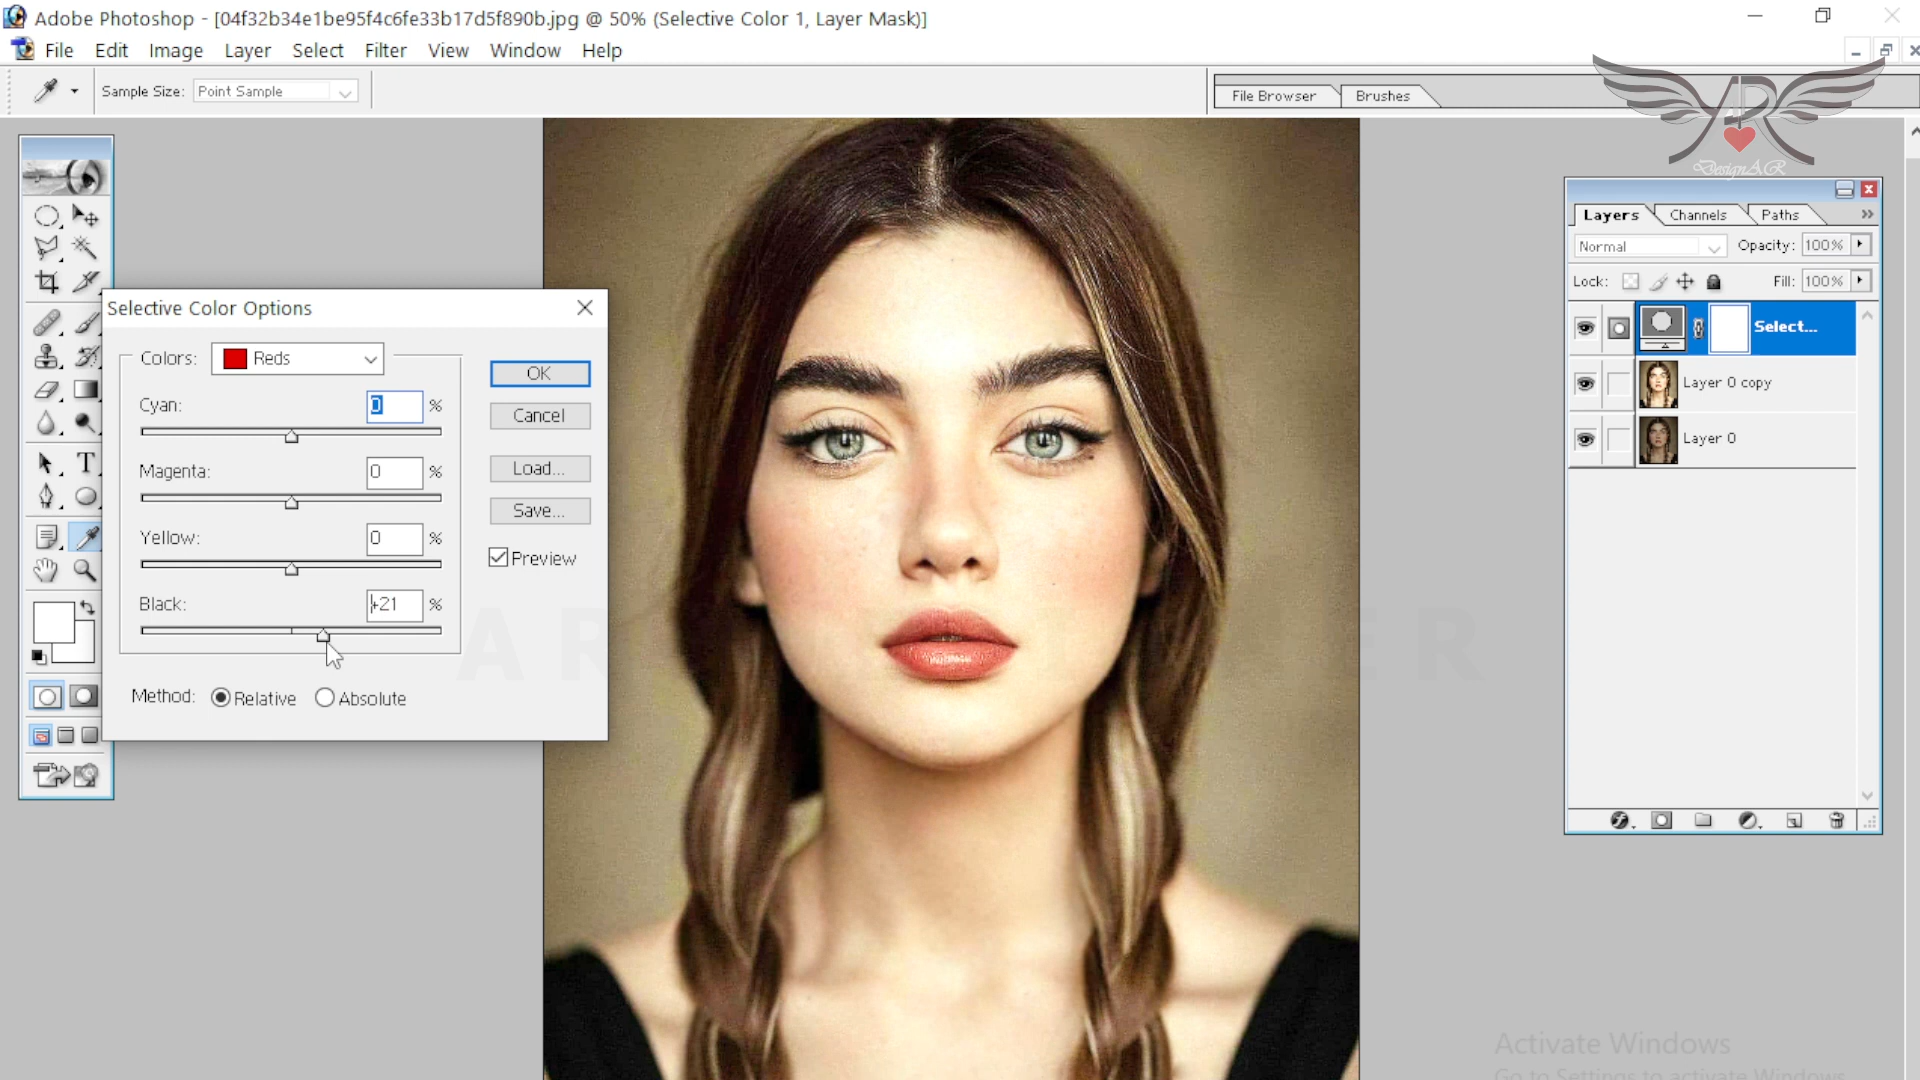 Adobe Photoshop - [04f32b34e1be95f4c6fe33b17d5f890b.jpg @ 50% (Selective Color 1, Layer Mask)]
File Edit Image Layer Select Filter View Window Help
Sample Size: Point Sample
File Browser Brushes
AR
DesignAR
Layers Channels Paths
Normal Opacity: 100%
Lock: Fill: 100%
Select...
Layer 0 copy
Layer 0
Selective Color Options
Colors: Reds
OK
Cyan: 0 %
Cancel
Magenta: 0 %
Load...
Save...
Yellow: 0 %
Preview
Black: +21 %
Method: Relative Absolute
T
Activate Windows
Go to Settings to activate Windows